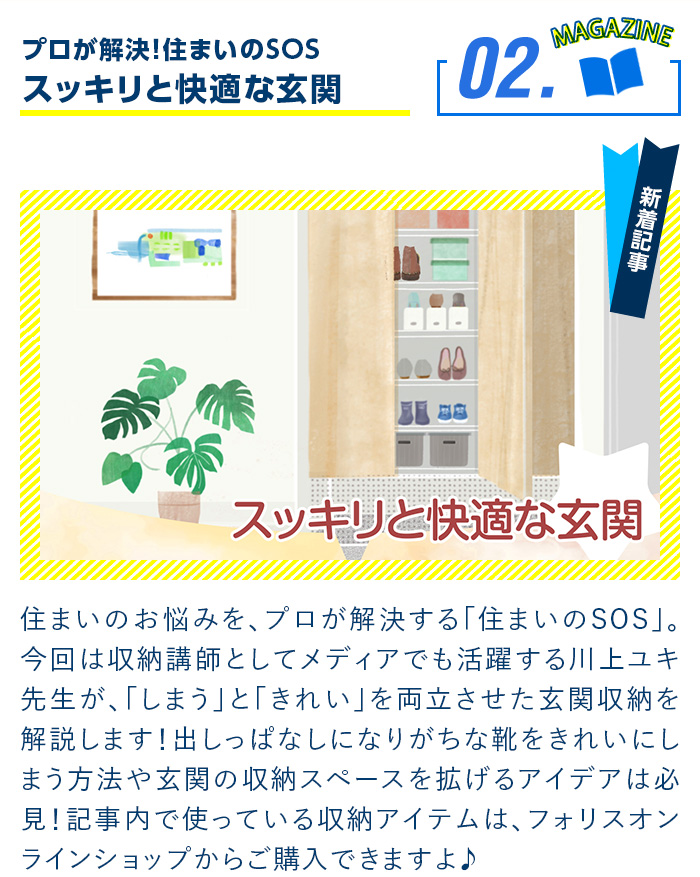 プロが解決!住まいのSOS
スッキリと快適な玄関
02.
MAGAZINE
新着記事
スッキリと快適な玄関
住まいのお悩みを、プロが解決する「住まいのSOS」。
今回は収納講師としてメディアでも活躍する川上ユキ
先生が、「しまう」と「きれい」を両立させた玄関収納を
解説します!出しっぱなしになりがちな靴をきれいにし
まう方法や玄関の収納スペースを拡げるアイデアは必
見!記事内で使っている収納アイテムは、フォリスオン
ラインショップからご購入できますよ♪